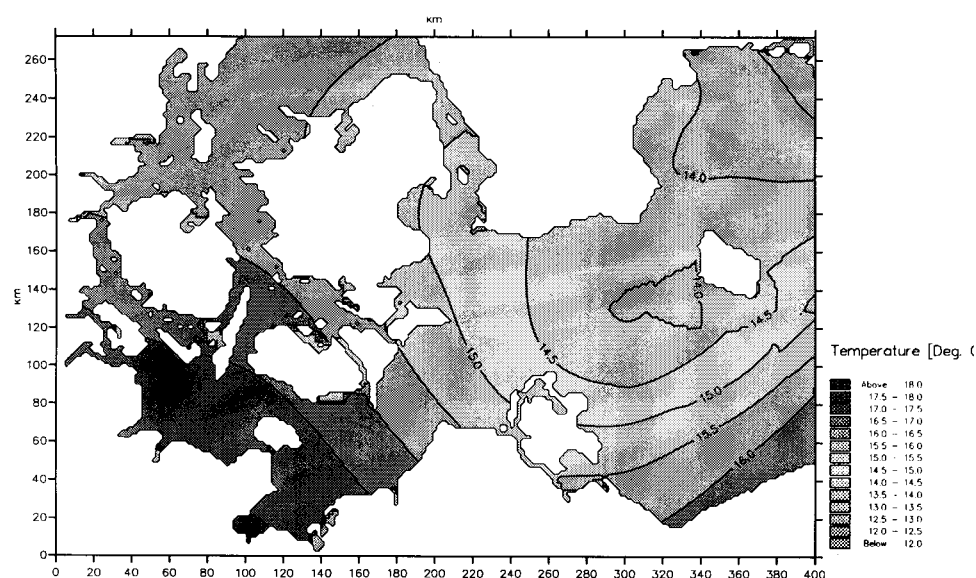 km
260
240
220
200
180
160
140
120
100
80
60
40
20
0
km
0 20 40 60 80 100 120 140 160 180 200 220 240 260 280 300 320 340 360 380 400
14.0
14.0
14.5
14.5
15.0
15.0
15.5
16.0
Temperature [Deg. C
Above 18.0
17.5 - 18.0
17.0 - 17.5
16.5 - 17.0
16.0 - 16.5
15.5 - 16.0
15.0 - 15.5
14.5 - 15.0
14.0 - 14.5
13.5 - 14.0
13.0 - 13.5
12.5 - 13.0
12.0 - 12.5
Below 12.0